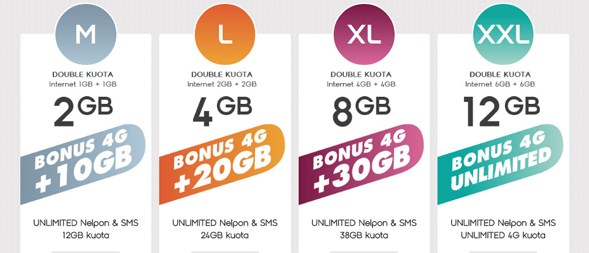 M
DOUBLE KUOTA
Internet 1GB + 1GB
2GB
BONUS 4G
+10GB
UNLIMITED Nelpon & SMS
12GB kuota
L
DOUBLE KUOTA
Internet 2GB + 2GB
4GB
BONUS 4G
+20GB
UNLIMITED Nelpon & SMS
24GB kuota
XL
DOUBLE KUOTA
Internet 4GB + 4GB
8GB
BONUS 4G
+30GB
UNLIMITED Nelpon & SMS
38GB kuota
XXL
DOUBLE KUOTA
Internet 6GB + 6GB
12GB
BONUS 4G
UNLIMITED
UNLIMITED Nelpon & SMS
UNLIMITED 4G kuota